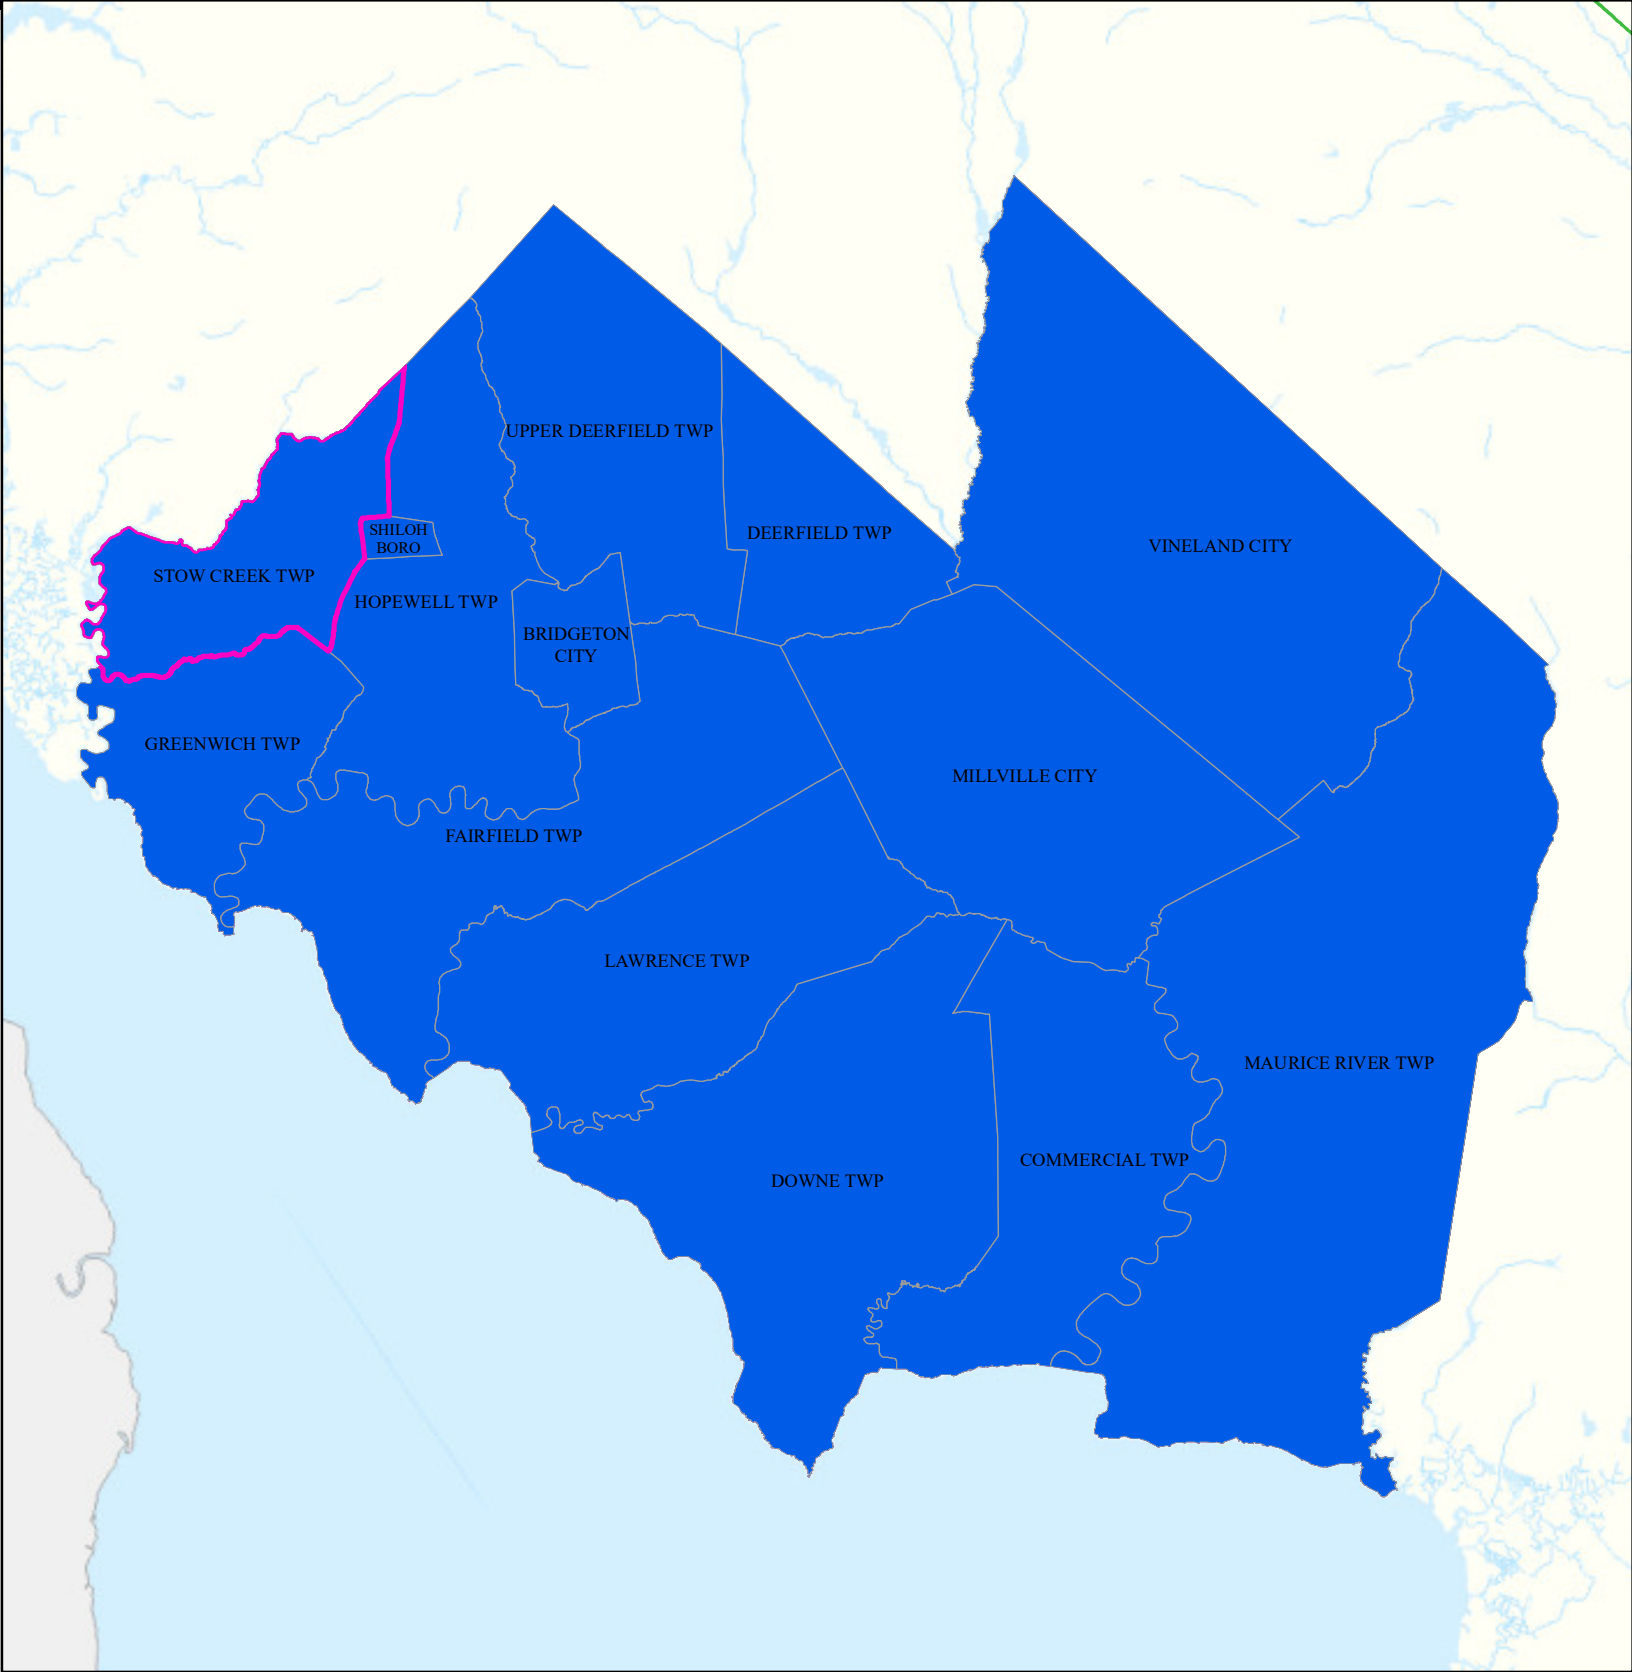 UPPER DEERFIELD TWP
SHILOH
BORO
DEERFIELD TWP
VINELAND CITY
STOW CREEK TWP
HOPEWELL TWP
BRIDGETON
CITY
GREENWICH TWP
MILLVILLE CITY
FAIRFIELD TWP
LAWRENCE TWP
MAURICE RIVER TWP
COMMERCIAL TWP
DOWNE TWP